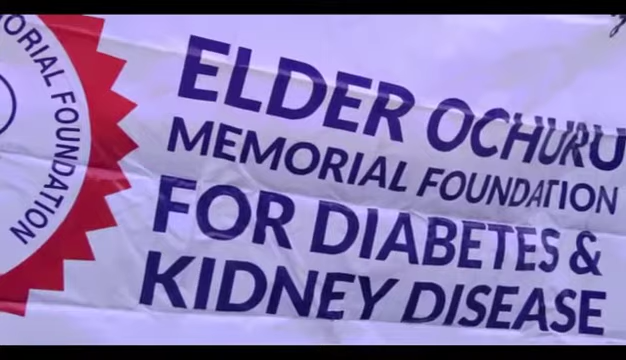 ORIAL FOUNDATION
ELDER OCHURU
MEMORIAL FOUNDATION
FOR DIABETES &
KIDNEY DISEASE